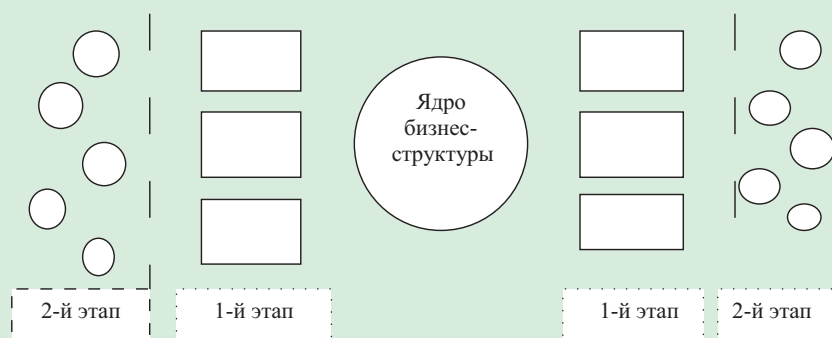 Ядро
бизнес-
структуры
2-й этап
1-й этап
1-й этап
2-й этап